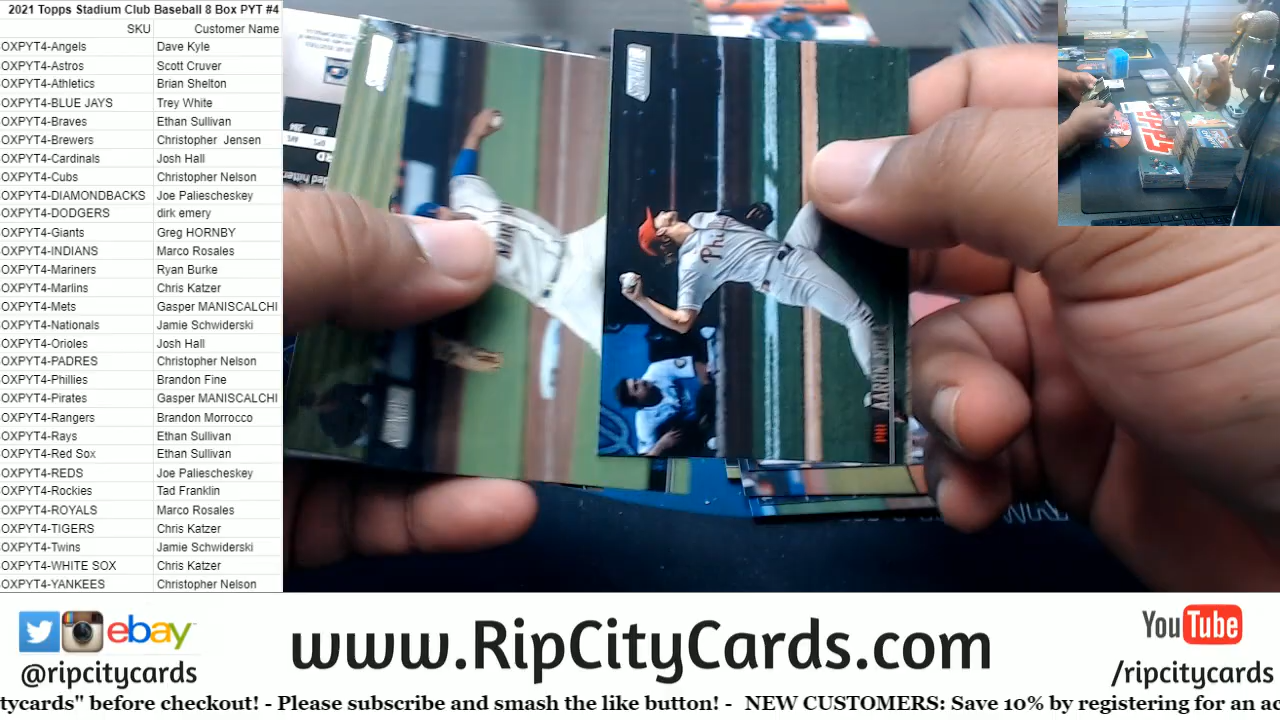 2021 Topps Stadium Club Baseball 8 Box PYT #4
SKU Customer Name
OXPYT4-Angels Dave Kyle
OXPYT4-Astros Scott Cruver
OXPYT4-Athletics Brian Shelton
OXPYT4-BLUE JAYS Trey White
OXPYT4-Braves Ethan Sullivan
OXPYT4-Brewers Christopher Jensen
OXPYT4-Cardinals Josh Hall
OXPYT4-Cubs Christopher Nelson
OXPYT4-DIAMONDBACKS Joe Paliescheskey
OXPYT4-DODGERS dirk emery
OXPYT4-Giants Greg HORNBY
OXPYT4-INDIANS Marco Rosales
OXPYT4-Mariners Ryan Burke
OXPYT4-Marlins Chris Katzer
OXPYT4-Mets Gasper MANISCALCHI
OXPYT4-Nationals Jamie Schwiderski
OXPYT4-Orioles Josh Hall
OXPYT4-PADRES Christopher Nelson
OXPYT4-Phillies Brandon Fine
OXPYT4-Pirates Gasper MANISCALCHI
OXPYT4-Rangers Brandon Morrocco
OXPYT4-Rays Ethan Sullivan
OXPYT4-Red Sox Ethan Sullivan
OXPYT4-REDS Joe Paliescheskey
OXPYT4-Rockies Tad Franklin
OXPYT4-ROYALS Marco Rosales
OXPYT4-TIGERS Chris Katzer
OXPYT4-Twins Jamie Schwiderski
OXPYT4-WHITE SOX Chris Katzer
OXPYT4-YANKEES Christopher Nelson
PHI AARON
ebay
@ripcitycards
www.RipCityCards.com
YouTube
/ripcitycards
tycards" before checkout! - Please subscribe and smash the like button! - NEW CUSTOMERS: Save 10% by registering for an ac